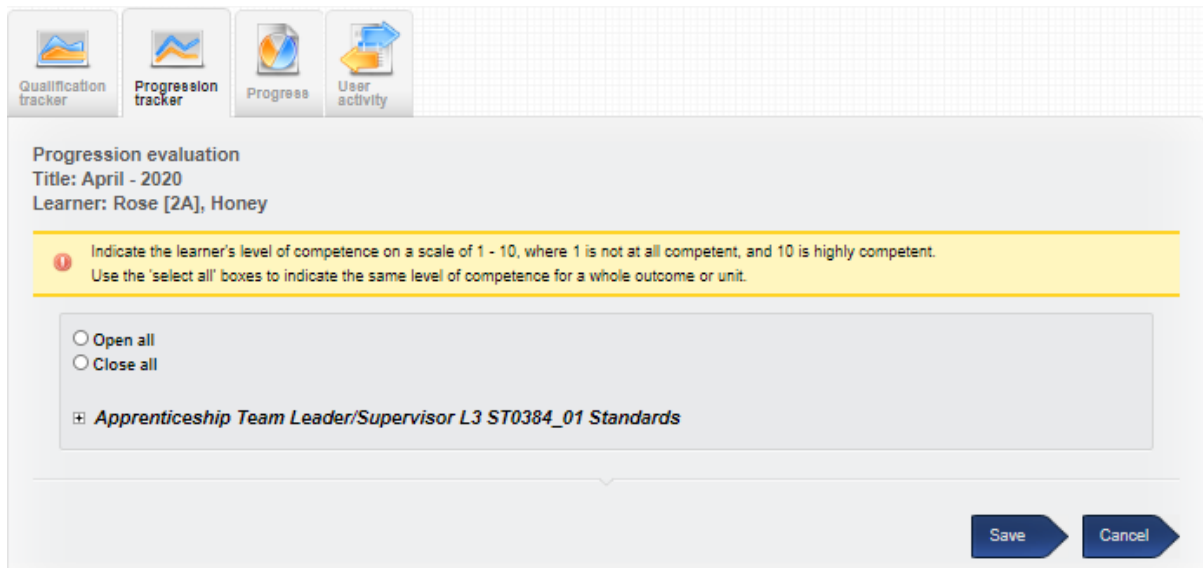 Qualification tracker
Progression tracker
Progress
User activity
Progression evaluation
Title: April - 2020
Learner: Rose [2A], Honey
Indicate the learner's level of competence on a scale of 1 - 10, where 1 is not at all competent, and 10 is highly competent.
Use the 'select all' boxes to indicate the same level of competence for a whole outcome or unit.
Open all
Close all
Apprenticeship Team Leader/Supervisor L3 ST0384_01 Standards
Save
Cancel